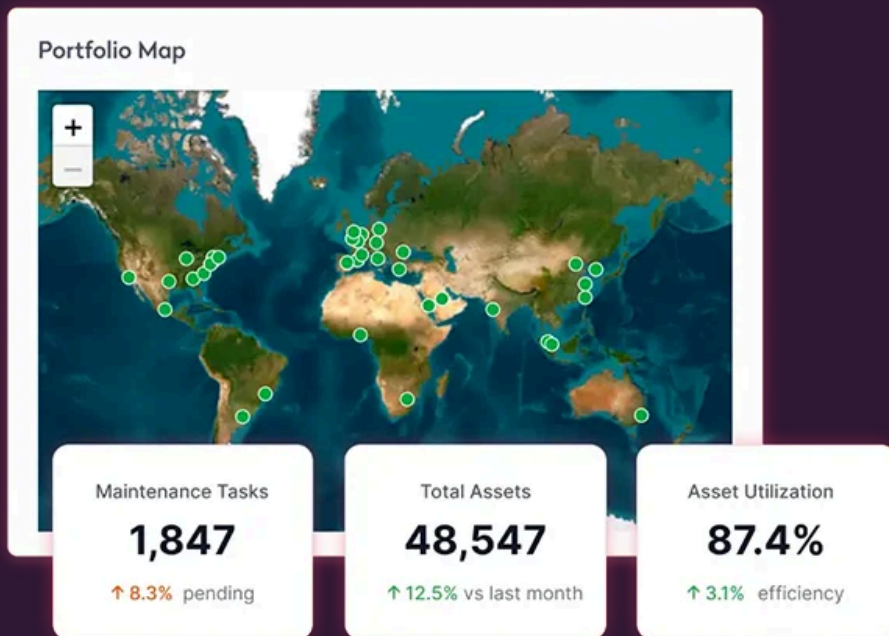 Portfolio Map
+
−
Maintenance Tasks
1,847
↑ 8.3% pending
Total Assets
48,547
↑ 12.5% vs last month
Asset Utilization
87.4%
↑ 3.1% efficiency